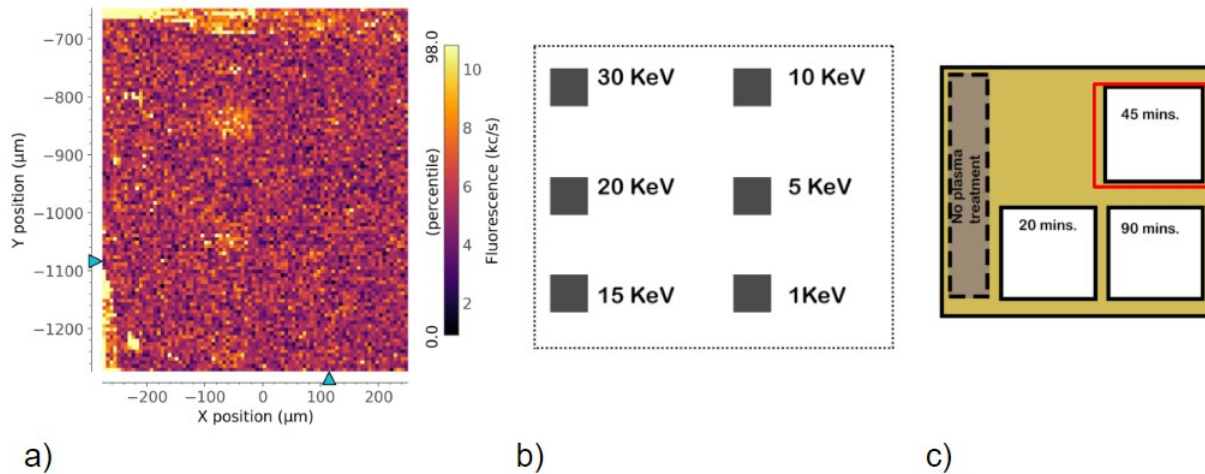 −700
−800
−900
−1000
−1100
−1200
Y position (µm)
−200
−100
0
100
200
X position (µm)
98.0
(percentile)
0.0
10
8
6
4
2
Fluorescence (kc/s)
a)
30 KeV
10 KeV
20 KeV
5 KeV
15 KeV
1KeV
b)
No plasma
treatment
45 mins.
20 mins.
90 mins.
c)